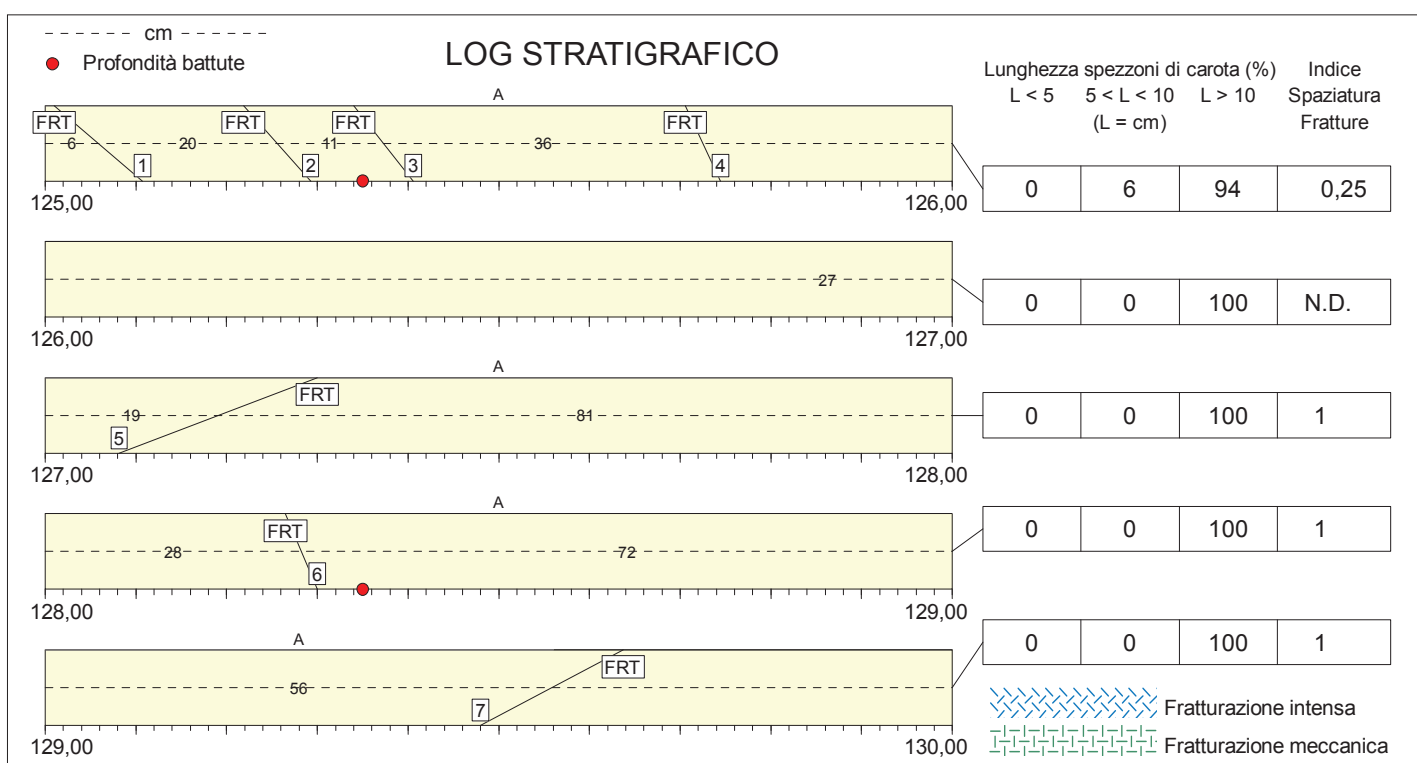 cm
Profondità battute
LOG STRATIGRAFICO
Lunghezza spezzoni di carota (%)
Indice
L < 5
5 < L < 10
L > 10
Spaziatura
(L = cm)
Fratture
A
FRT
FRT
FRT
FRT
6
20
11
36
1
2
3
4
125,00
126,00
0
6
94
0,25
27
126,00
127,00
0
0
100
N.D.
A
FRT
19
81
5
127,00
128,00
0
0
100
1
A
FRT
28
72
6
128,00
129,00
0
0
100
1
A
FRT
56
7
129,00
130,00
0
0
100
1
Fratturazione intensa
Fratturazione meccanica